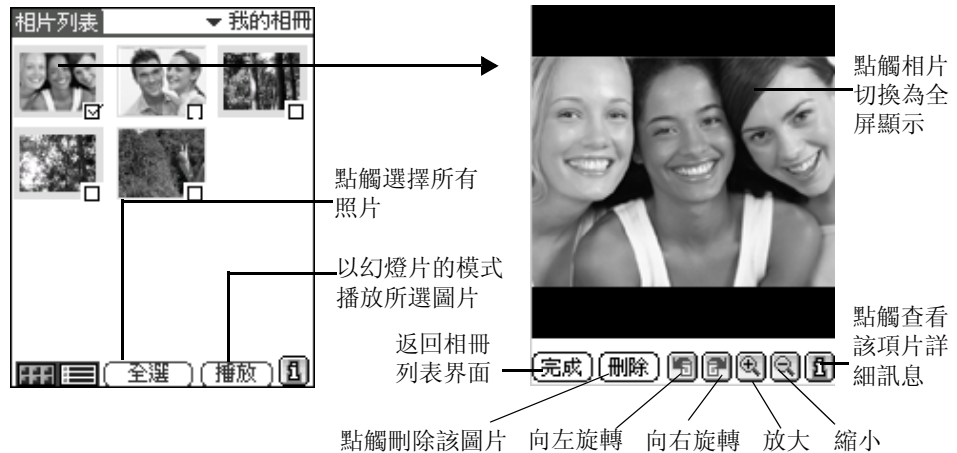 相片列表
我的相冊
點觸選擇所有
照片
以幻燈片的模式
播放所選圖片
全選
播放
點觸相片
切換為全
屏顯示
返回相冊
列表界面
完成
刪除
點觸查看
該項片詳
細訊息
點觸刪除該圖片
向左旋轉
向右旋轉
放大
縮小